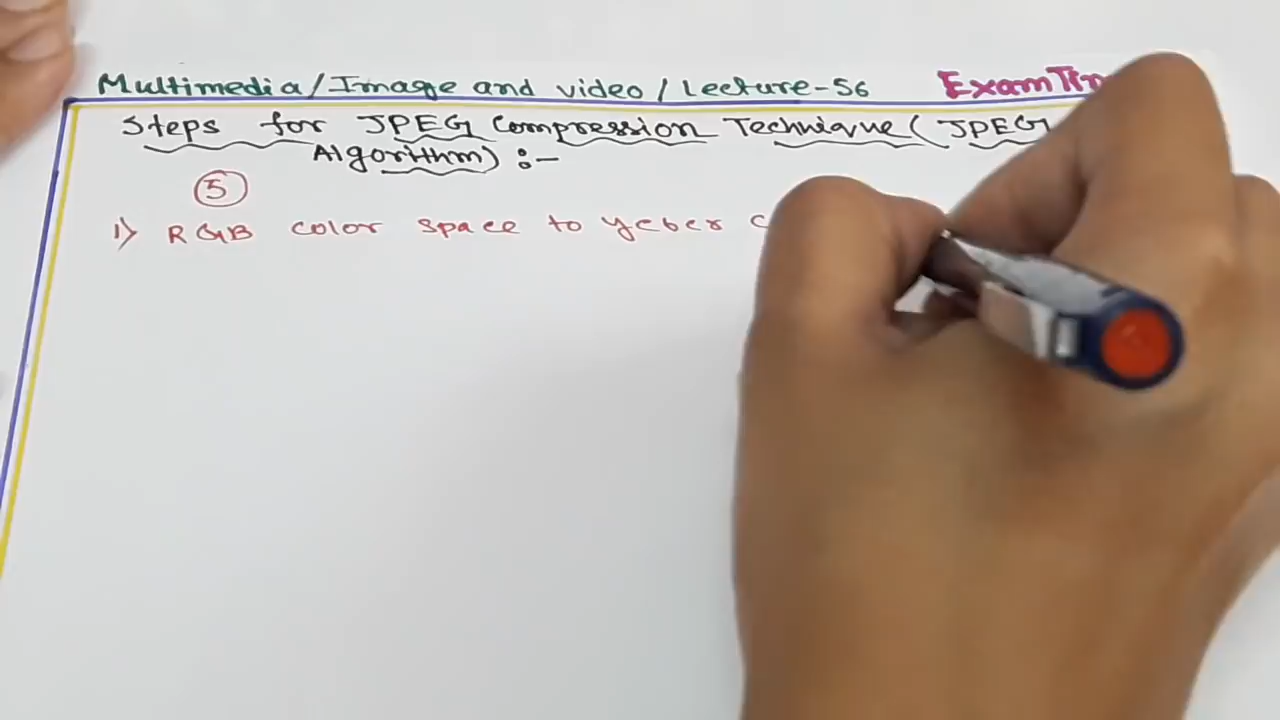 Multimedia/Image and video/Lecture-56 ExamTim
Steps for JPEG Compression Technique (JPEG
Algorithm) :-
5
1) RGB color space to ycbcr c